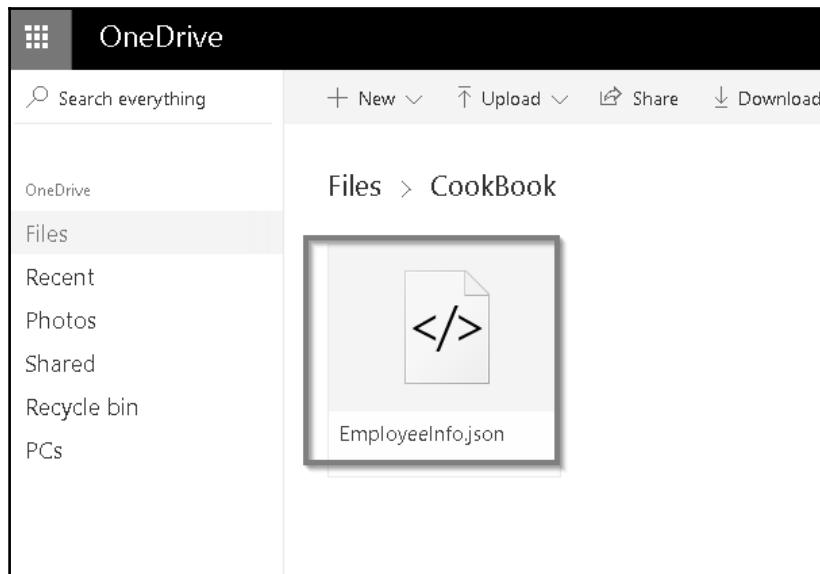 OneDrive
Search everything
New Upload Share Download
OneDrive
Files
Recent
Photos
Shared
Recycle bin
PCs
Files > CookBook
</>
EmployeeInfo.json